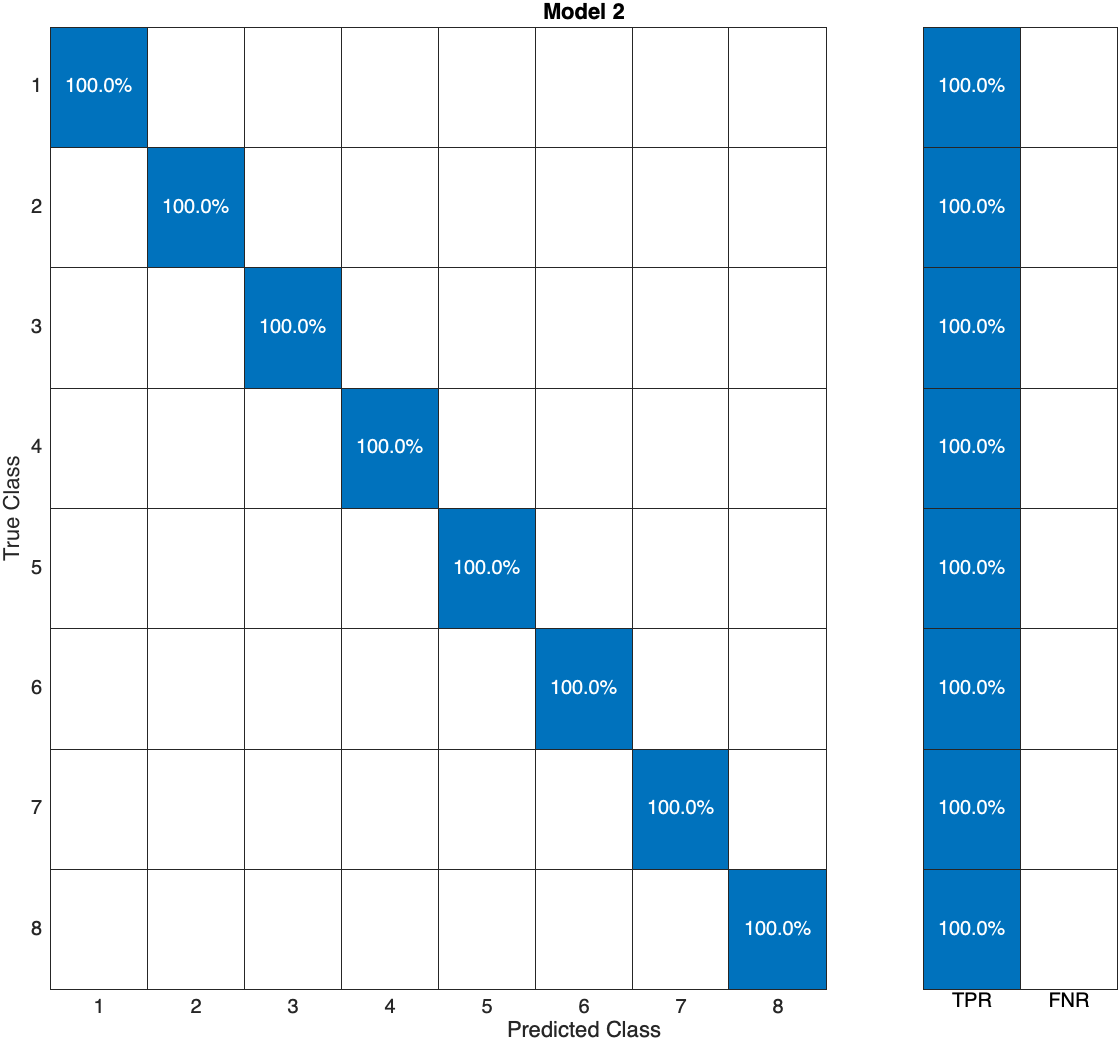 Model 2
1 100.0% 100.0%
2 100.0% 100.0%
3 100.0% 100.0%
4 100.0% 100.0%
5 100.0% 100.0%
6 100.0% 100.0%
7 100.0% 100.0%
8 100.0% 100.0%
True Class
1 2 3 4 5 6 7 8 TPR FNR
Predicted Class